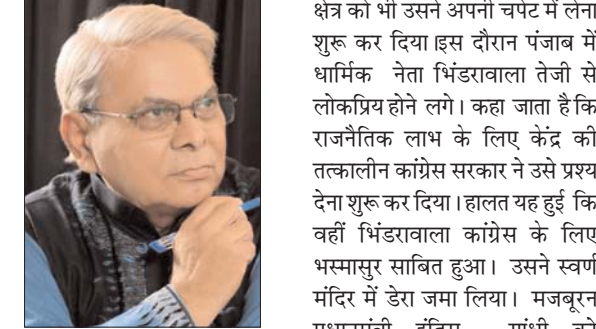 क्षेत्र को भी उसने अपनी चपेट में लेना
शुरू कर दिया।इस दौरान पंजाब में
धार्मिक नेता भिंडरावाला तेजी से
लोकप्रिय होने लगे। कहा जाता है कि
राजनैतिक लाभ के लिए केंद्र की
तत्कालीन कांग्रेस सरकार ने उसे प्रश्य
देना शुरू कर दिया। हालत यह हुई कि
वहीं भिंडरावाला कांग्रेस के लिए
भस्मासुर साबित हुआ। उसने स्वर्ण
मंदिर में डेरा जमा लिया। मजबूरन